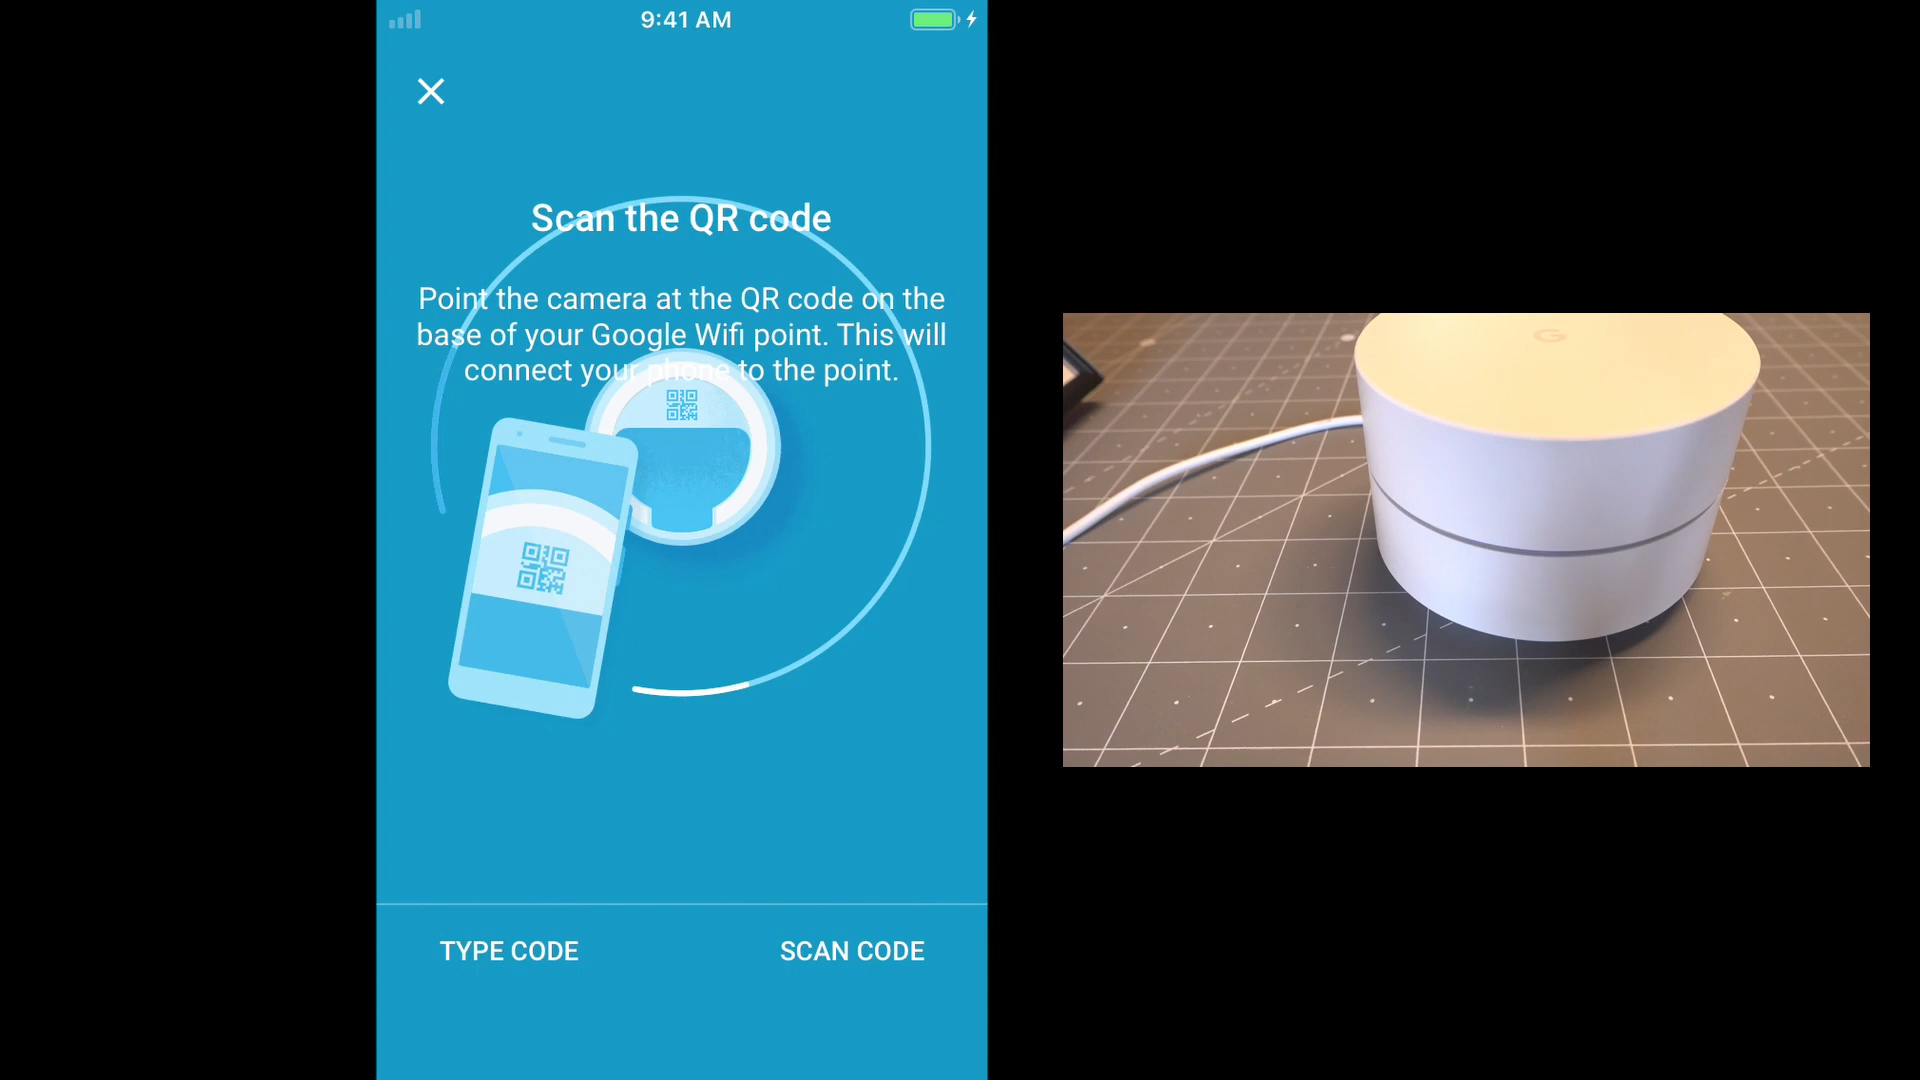 9:41 AM
Scan the QR code
Point the camera at the QR code on the
base of your Google Wifi point. This will
connect your phone to the point.
TYPE CODE
SCAN CODE
G